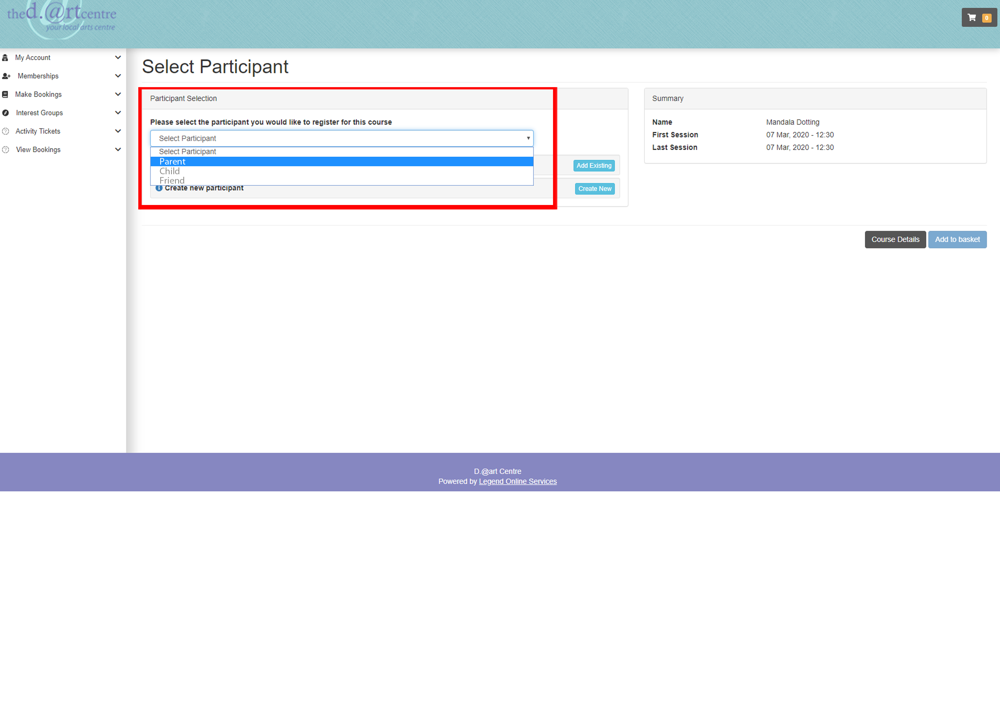 thed.@rtcentre
your local arts centre
0
My Account
Memberships
Make Bookings
Interest Groups
Activity Tickets
View Bookings
Select Participant
Participant Selection
Please select the participant you would like to register for this course
Select Participant
Select Participant
Parent
Child
Friend
Add Existing
Create new participant
Create New
Summary
Name Mandala Dotting
First Session 07 Mar, 2020 - 12:30
Last Session 07 Mar, 2020 - 12:30
Course Details
Add to basket
D.@art Centre
Powered by Legend Online Services